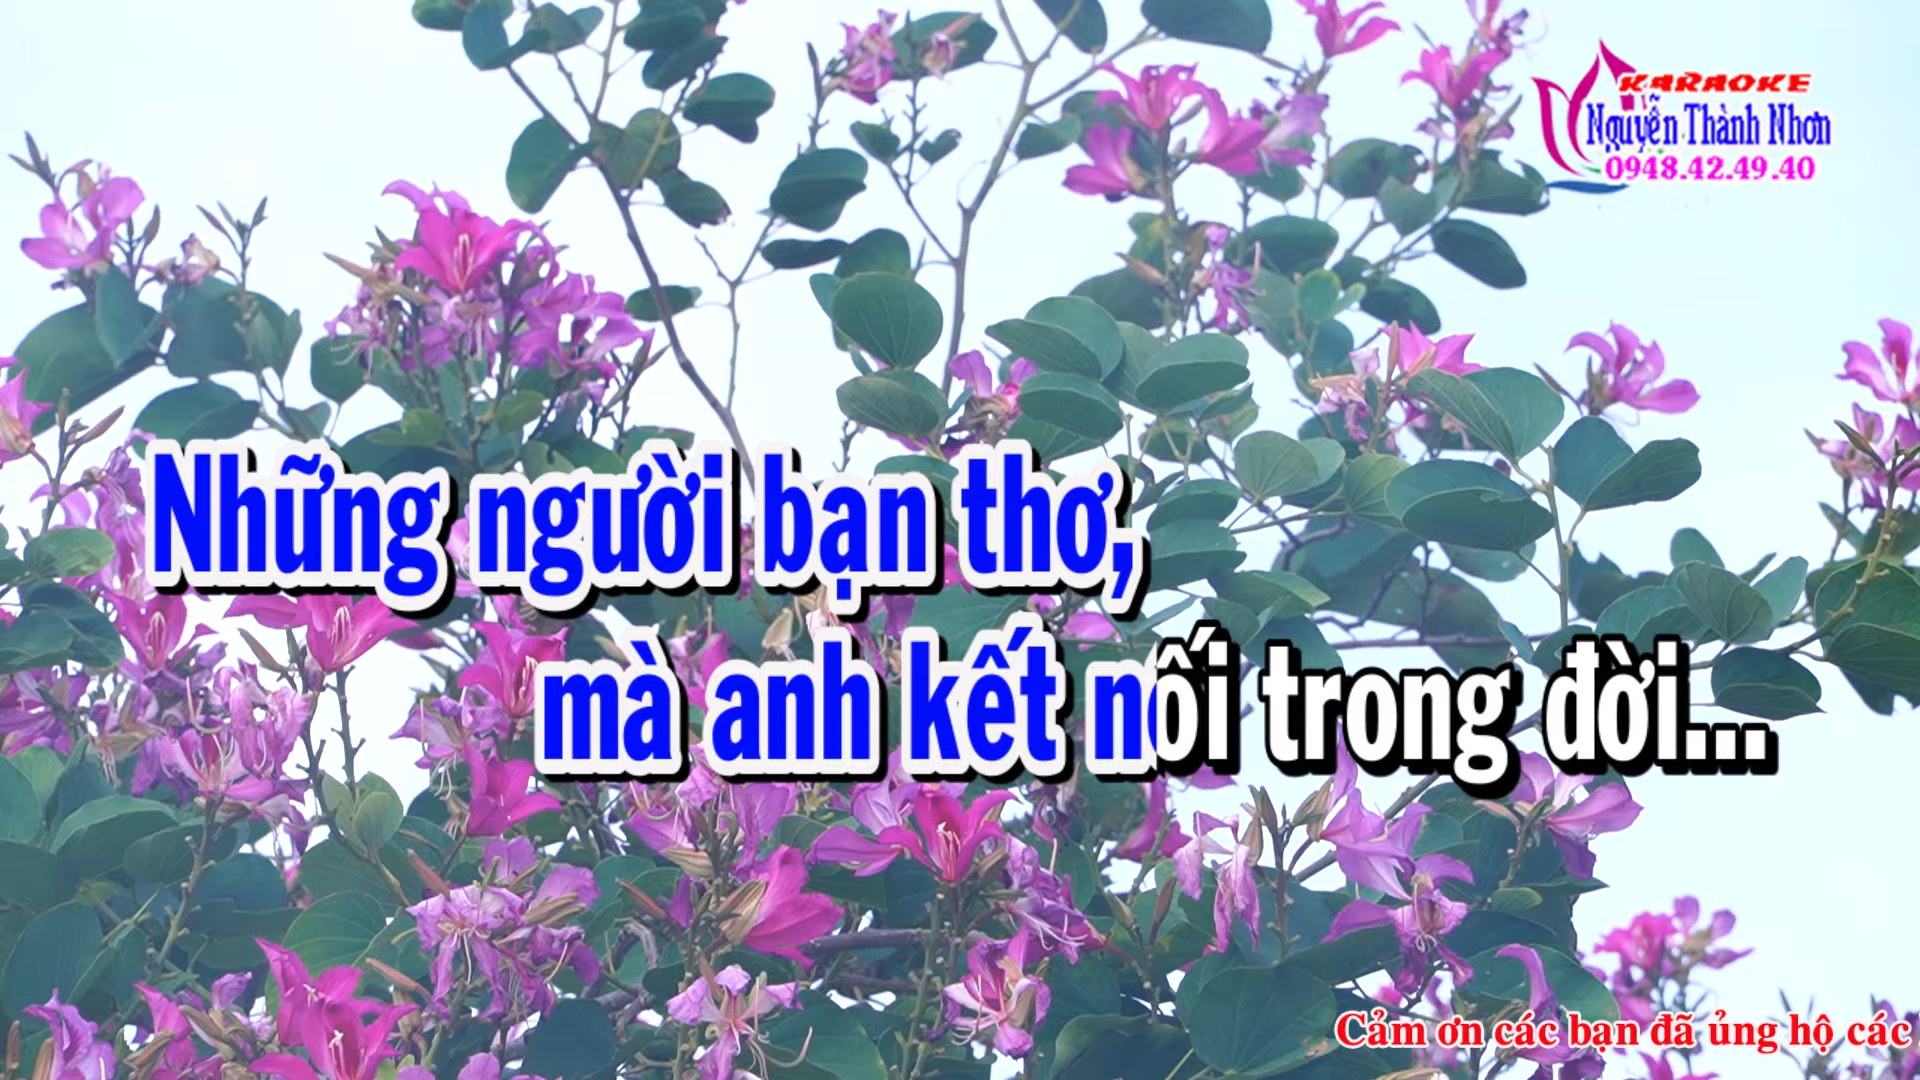 KARAOKE
Nguyễn Thành Nhơn
0948.42.49.40
Những người bạn thơ,
mà anh kết nối trong đời...
Cảm ơn các bạn đã ủng hộ các